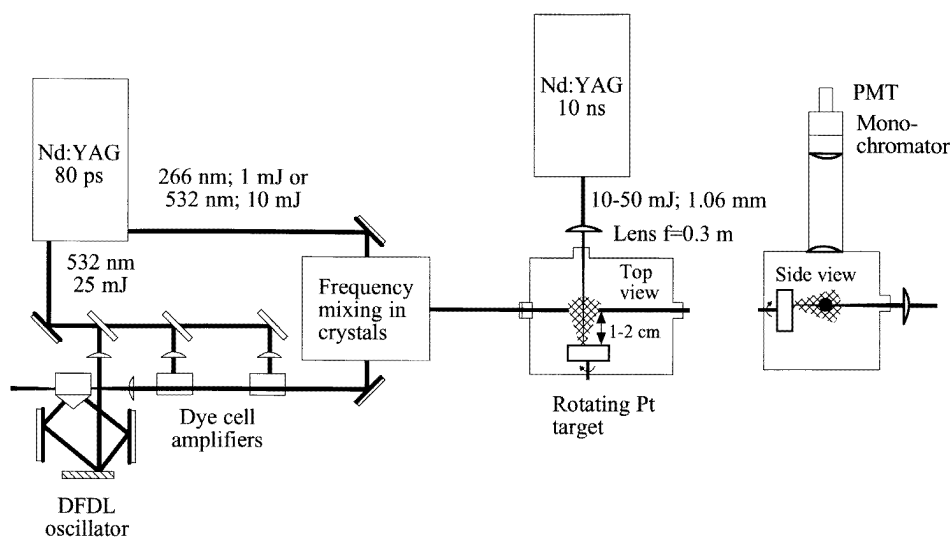 Nd:YAG
80 ps
266 nm; 1 mJ or
532 nm; 10 mJ
532 nm
25 mJ
Frequency
mixing in
crystals
Dye cell
amplifiers
DFDL
oscillator
Nd:YAG
10 ns
10-50 mJ; 1.06 mm
Lens f=0.3 m
Top
view
1-2 cm
Rotating Pt
target
PMT
Mono-
chromator
Side view